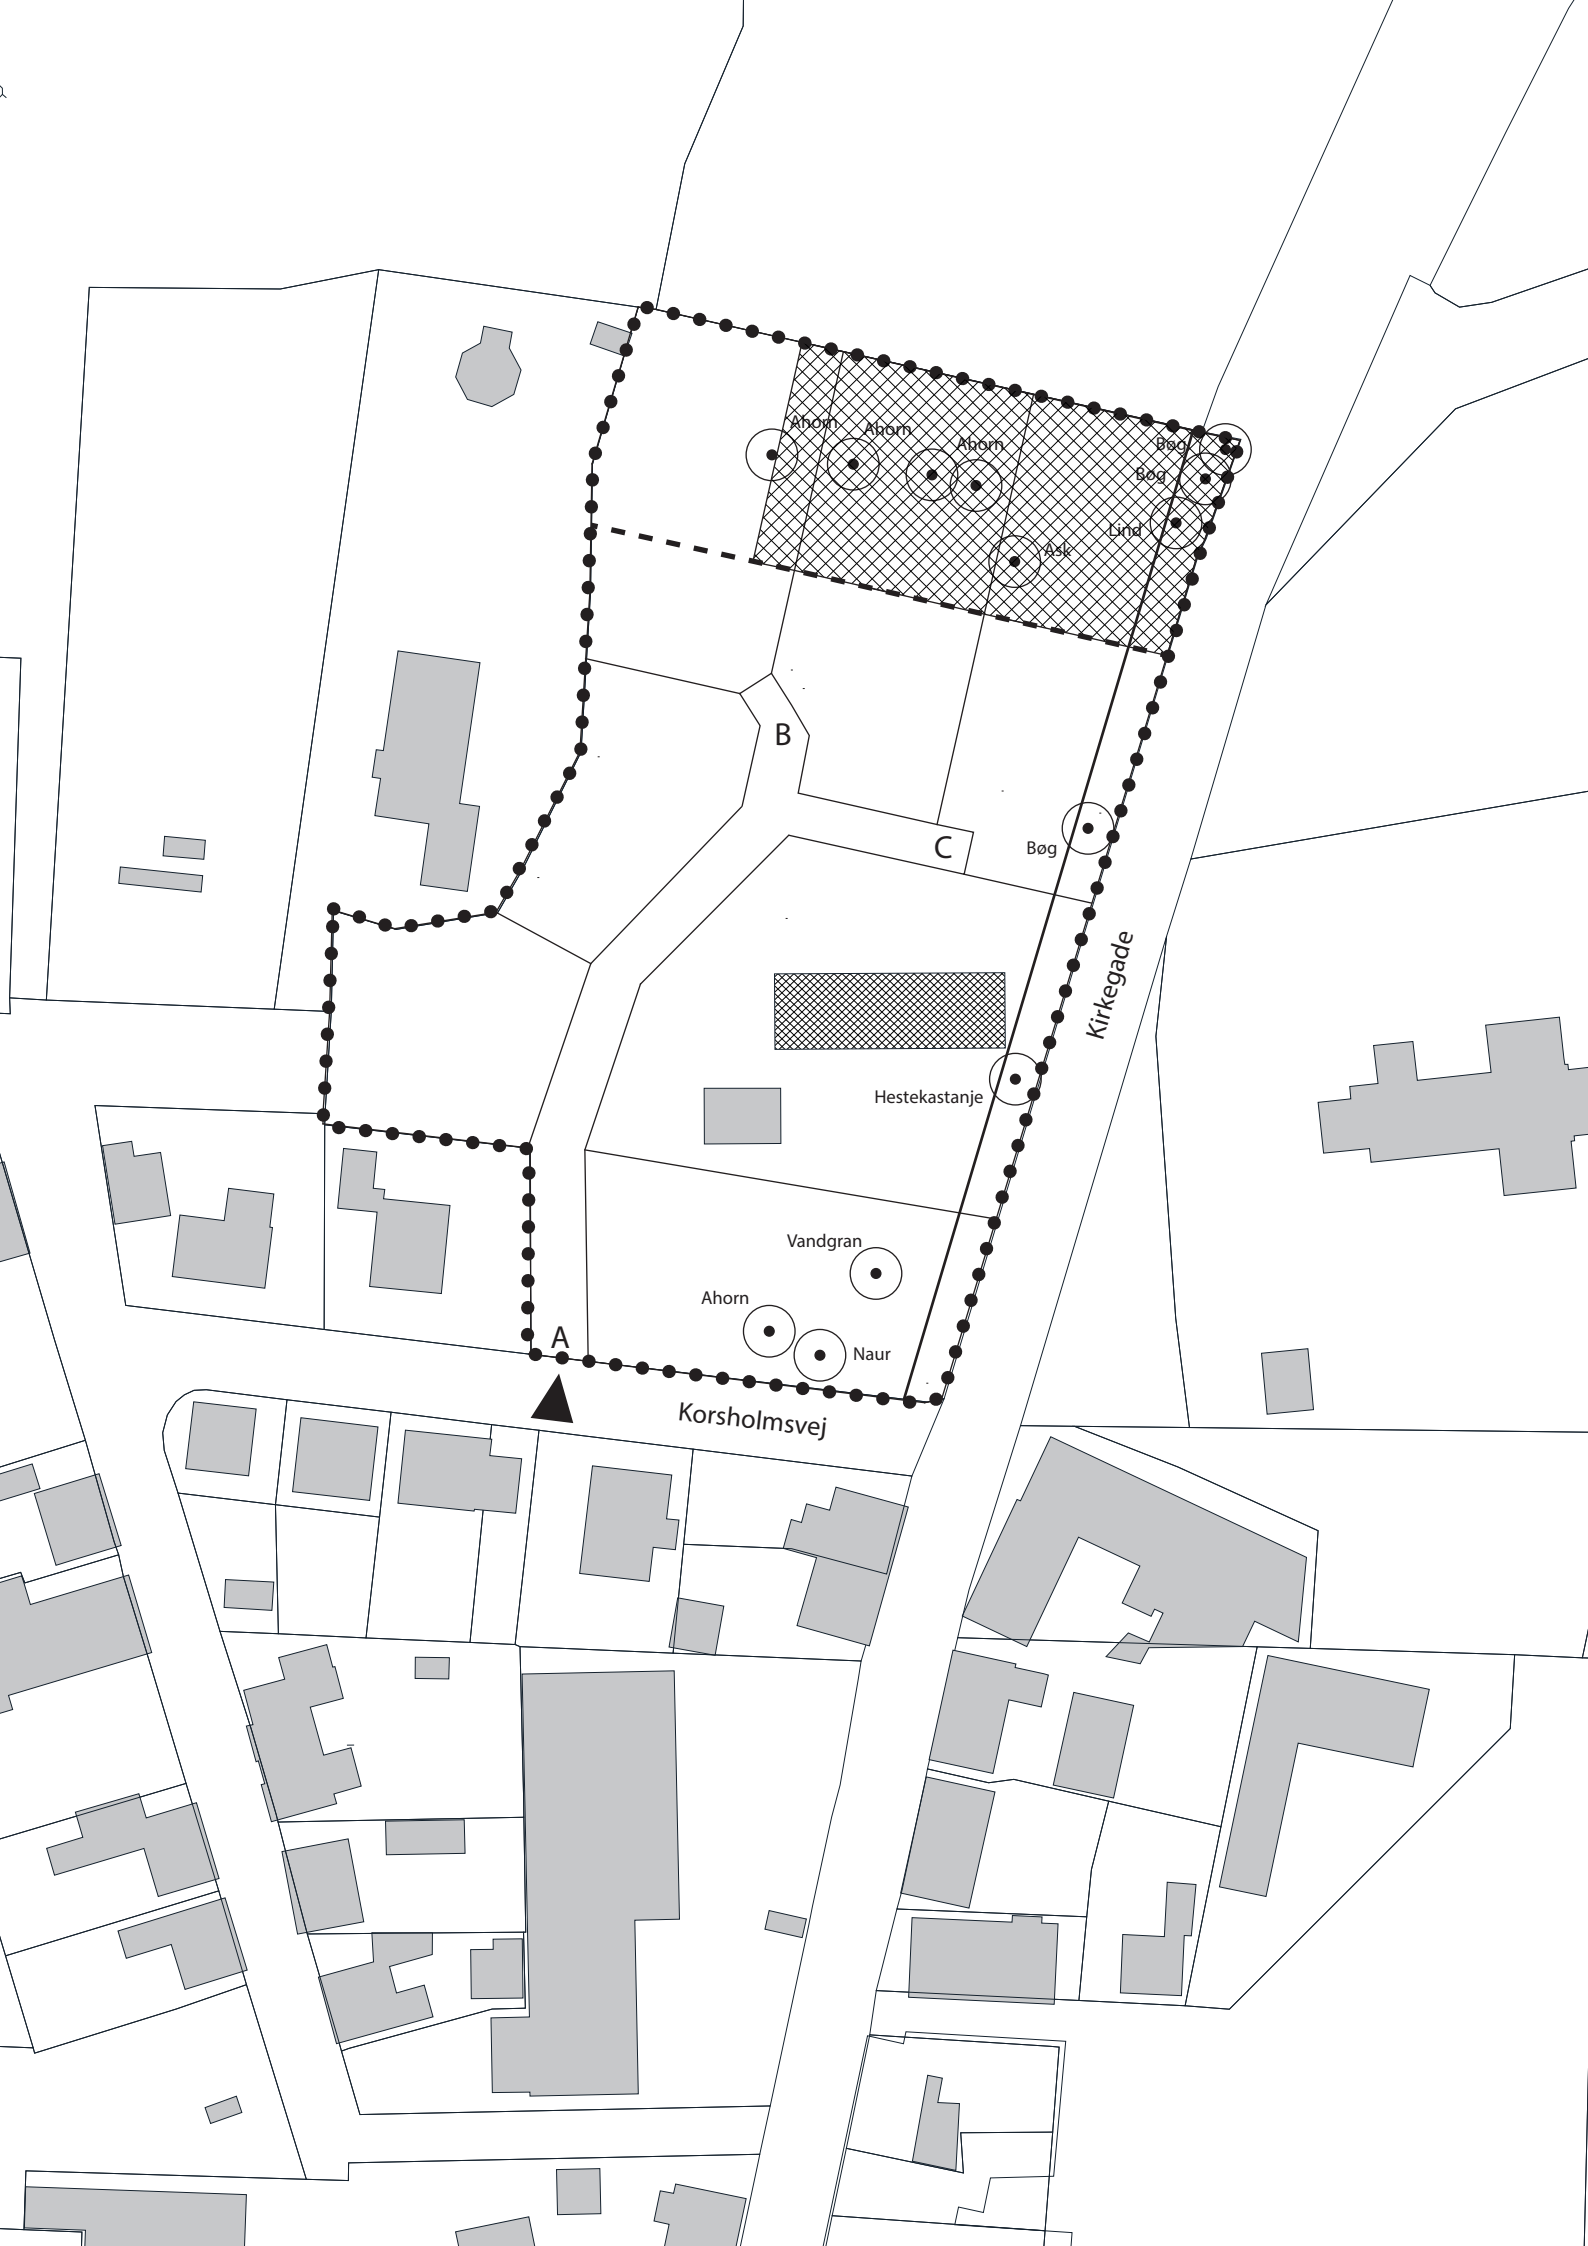 Ahorn
Ahorn
Ahorn
Bøg
Bøg
Lind
Ask
B
C
Bøg
Kirkegade
Hestekastanje
Vandgran
Ahorn
A
Naur
Korsholmsvej